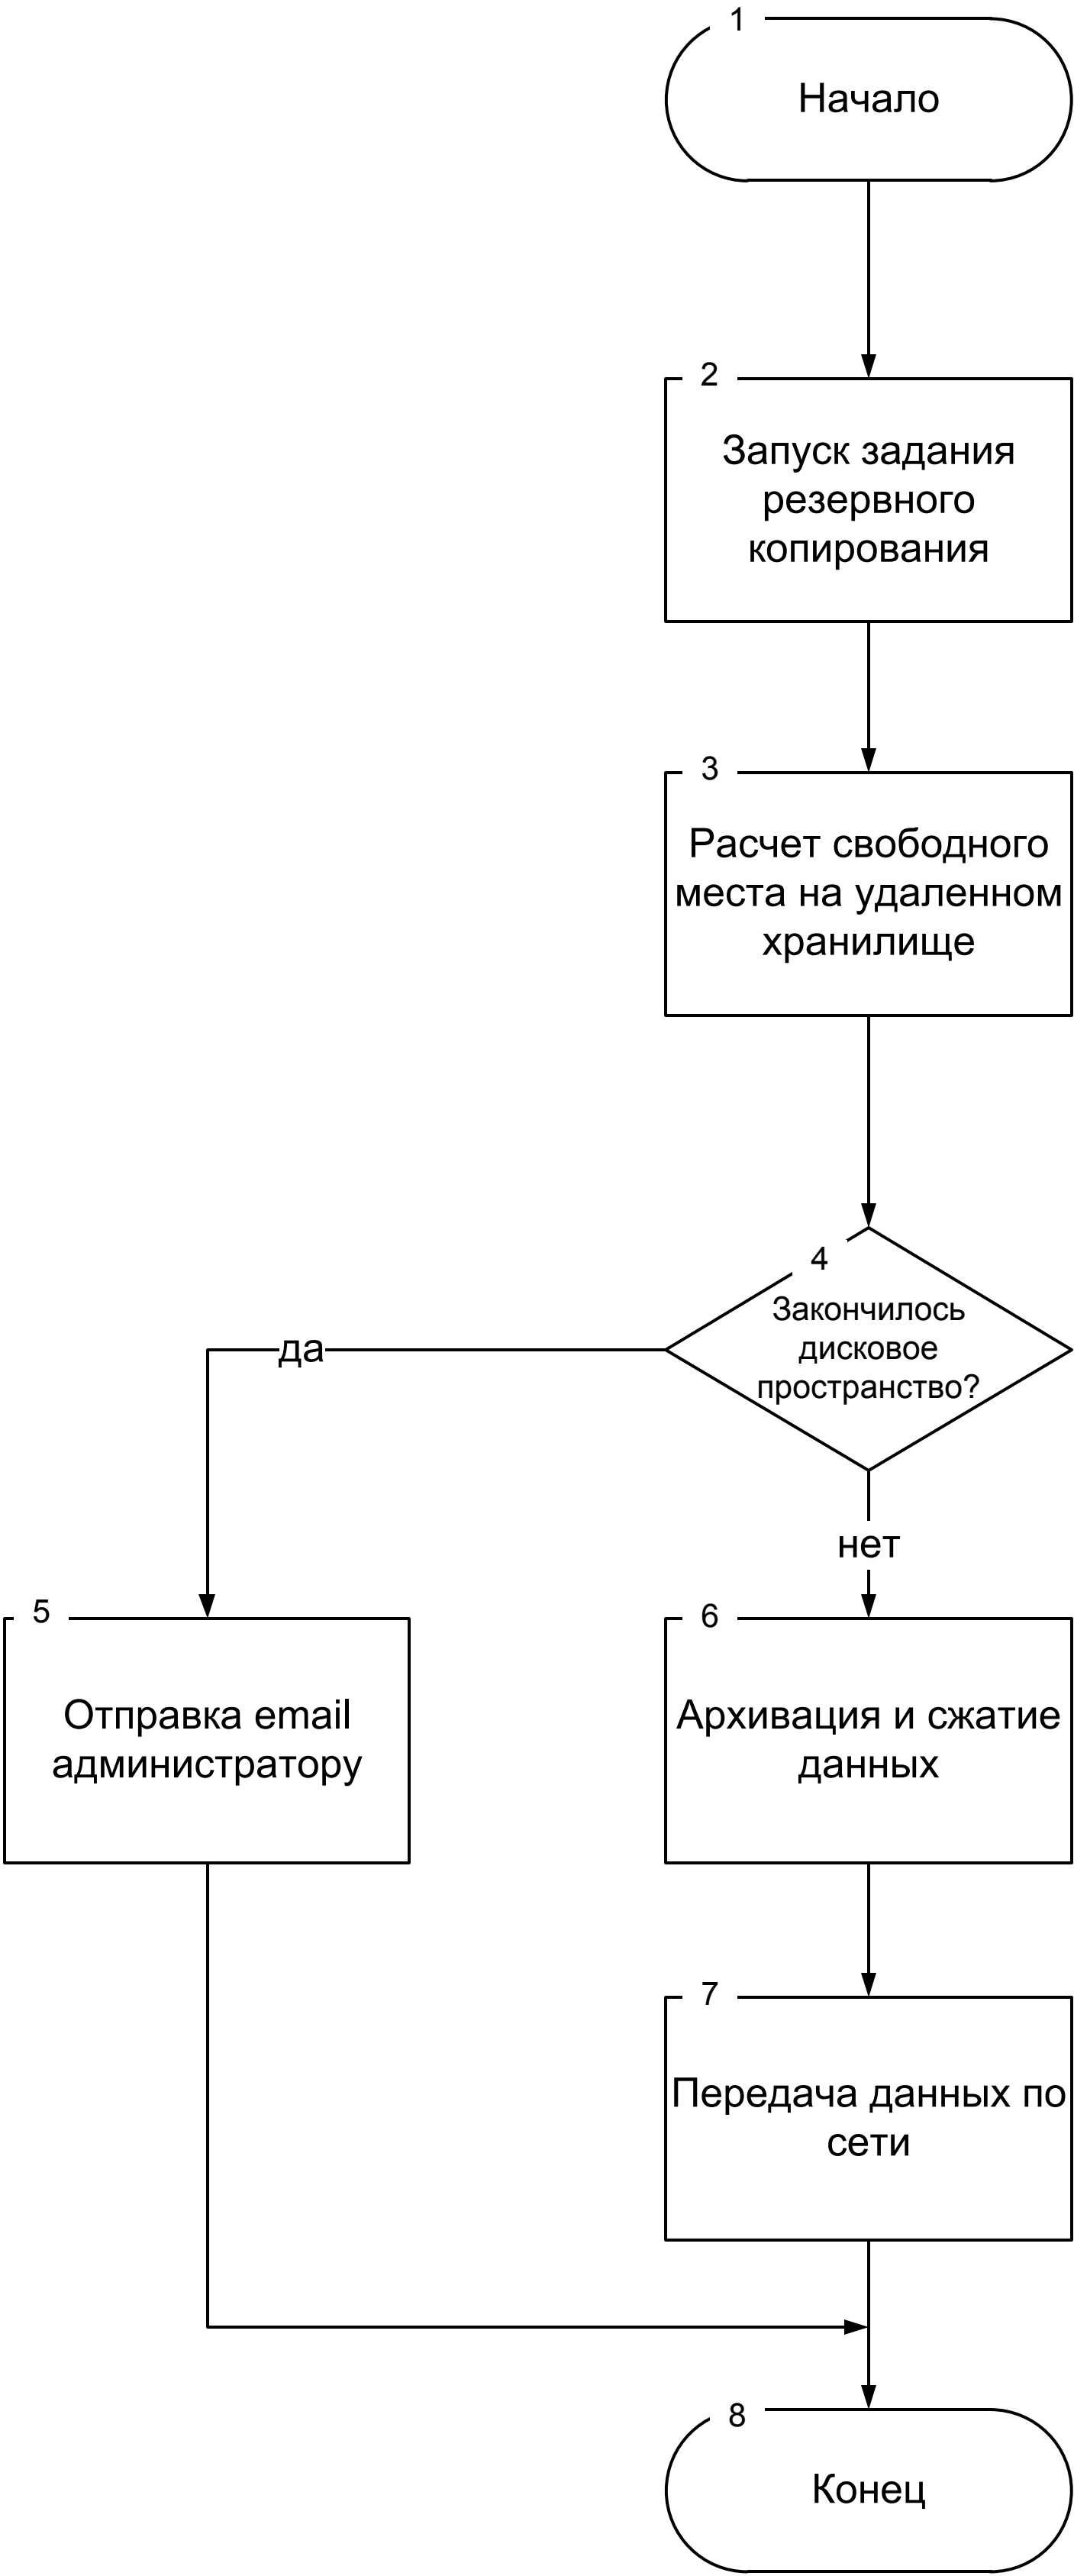 1
Начало
2
Запуск задания
резервного
копирования
3
Расчет свободного
места на удаленном
хранилище
4
Закончилось
дисковое
пространство?
да
нет
5
Отправка email
администратору
6
Архивация и сжатие
данных
7
Передача данных по
сети
8
Конец